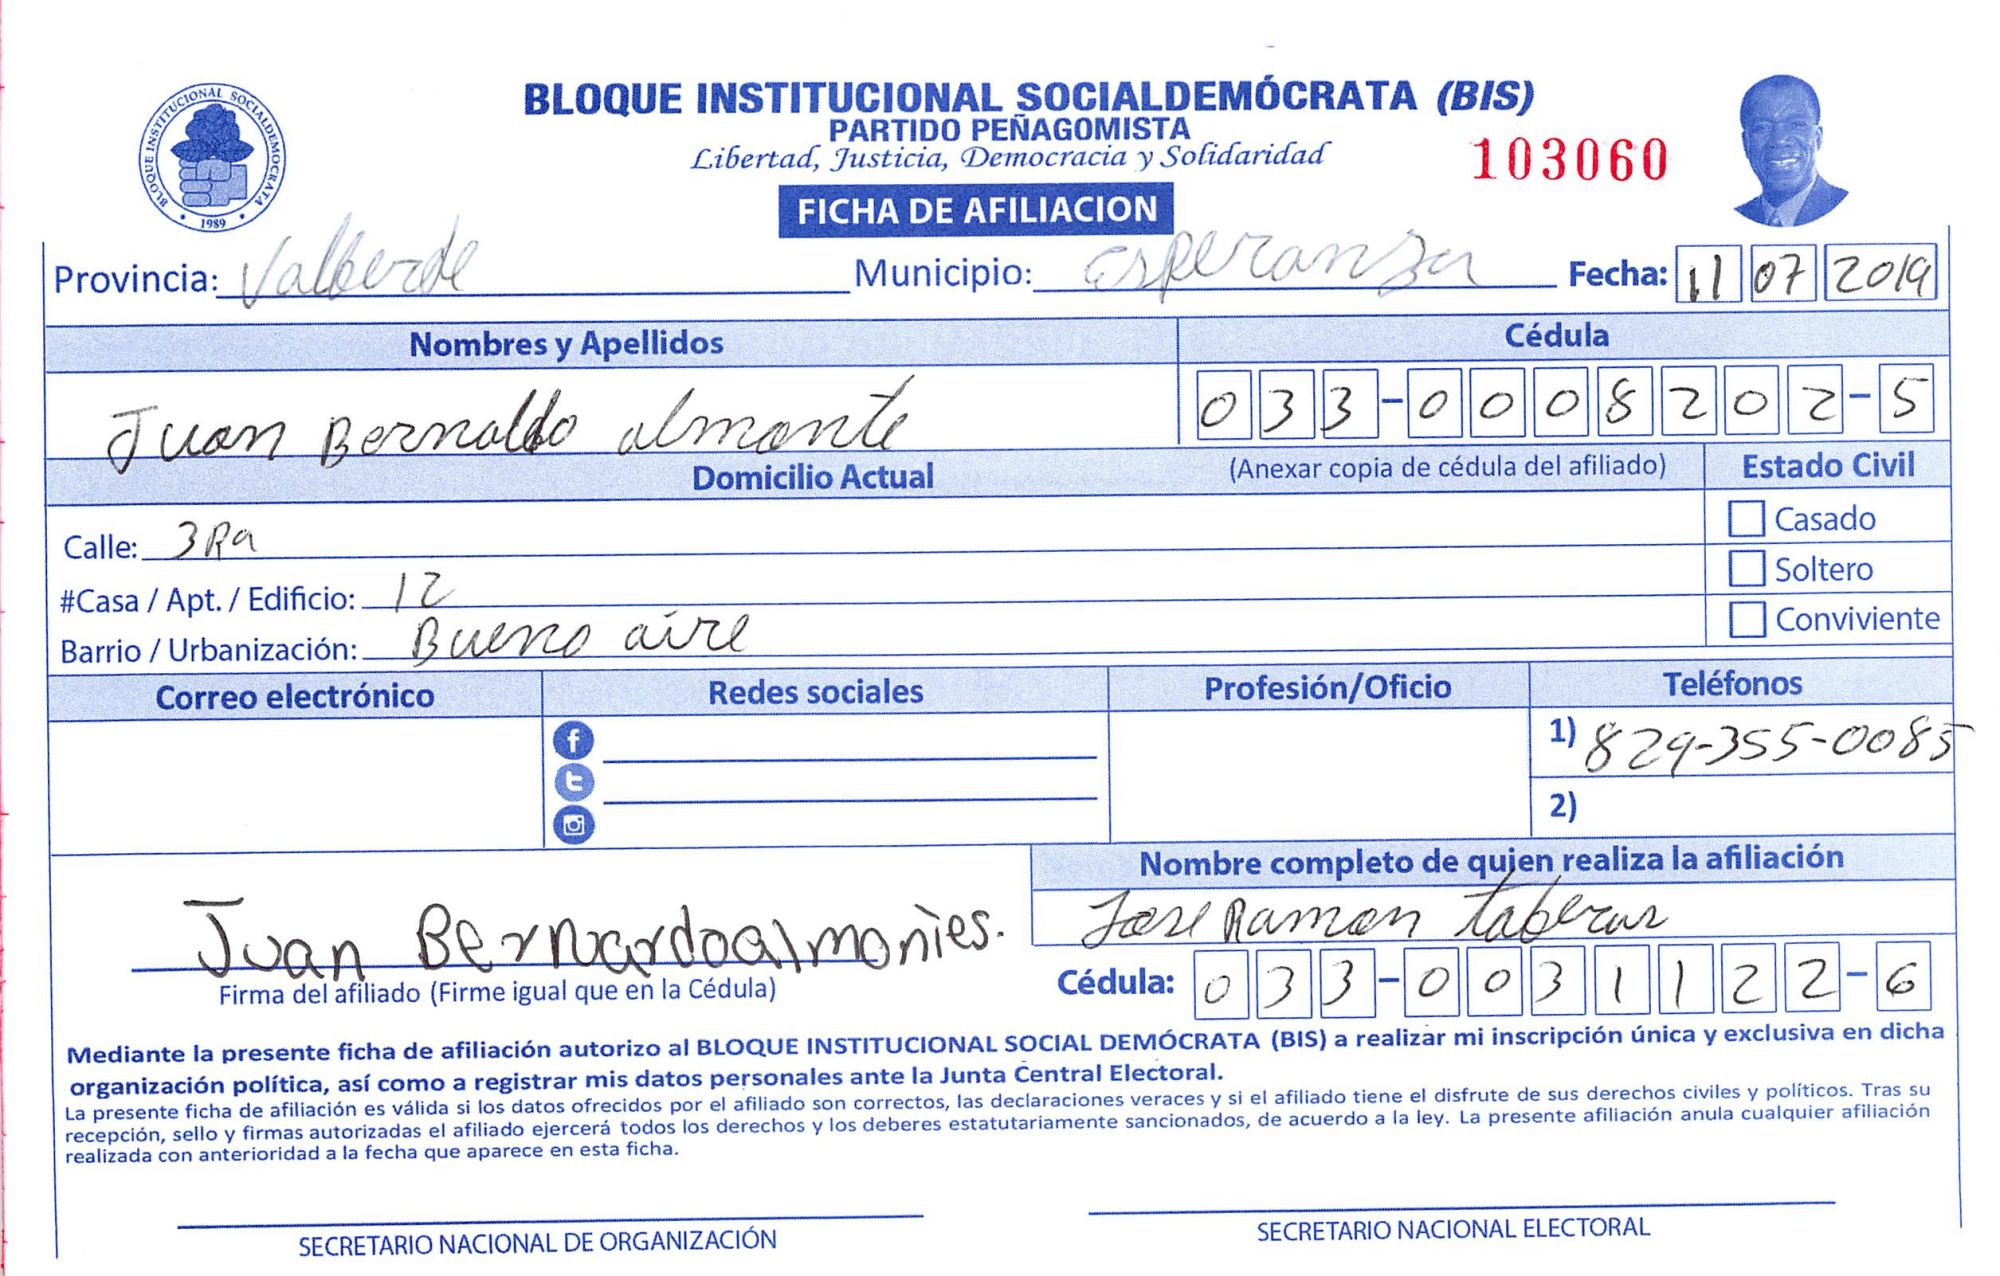 BLOQUE INSTITUCIONAL SOCIALDEMÓCRATA (BIS)
PARTIDO PEÑAGOMISTA
Libertad, Justicia, Democracia y Solidaridad
103060
BLOQUE INSTITUCIONAL SOCIALDEMOCRATA
1989
FICHA DE AFILIACION
Provincia: Valberde Municipio: Esperanza Fecha: 11 07 2019
Nombres y Apellidos Cédula
Juan Bernaldo almonte 033-0008202-5
Domicilio Actual (Anexar copia de cédula del afiliado) Estado Civil
Calle: 3Ra Casado
#Casa / Apt. / Edificio: 12 Soltero
Barrio / Urbanización: Bueno aire Conviviente
Correo electrónico Redes sociales Profesión/Oficio Teléfonos
1) 829-355-0085
2)
Nombre completo de quien realiza la afiliación
Jose Ramon taberas
Juan Bernardo almonies.
Firma del afiliado (Firme igual que en la Cédula)
Cédula: 033-0031122-6
Mediante la presente ficha de afiliación autorizo al BLOQUE INSTITUCIONAL SOCIAL DEMÓCRATA (BIS) a realizar mi inscripción única y exclusiva en dicha
organización política, así como a registrar mis datos personales ante la Junta Central Electoral.
La presente ficha de afiliación es válida si los datos ofrecidos por el afiliado son correctos, las declaraciones veraces y si el afiliado tiene el disfrute de sus derechos civiles y políticos. Tras su
recepción, sello y firmas autorizadas el afiliado ejercerá todos los derechos y los deberes estatutariamente sancionados, de acuerdo a la ley. La presente afiliación anula cualquier afiliación
realizada con anterioridad a la fecha que aparece en esta ficha.
SECRETARIO NACIONAL DE ORGANIZACIÓN SECRETARIO NACIONAL ELECTORAL